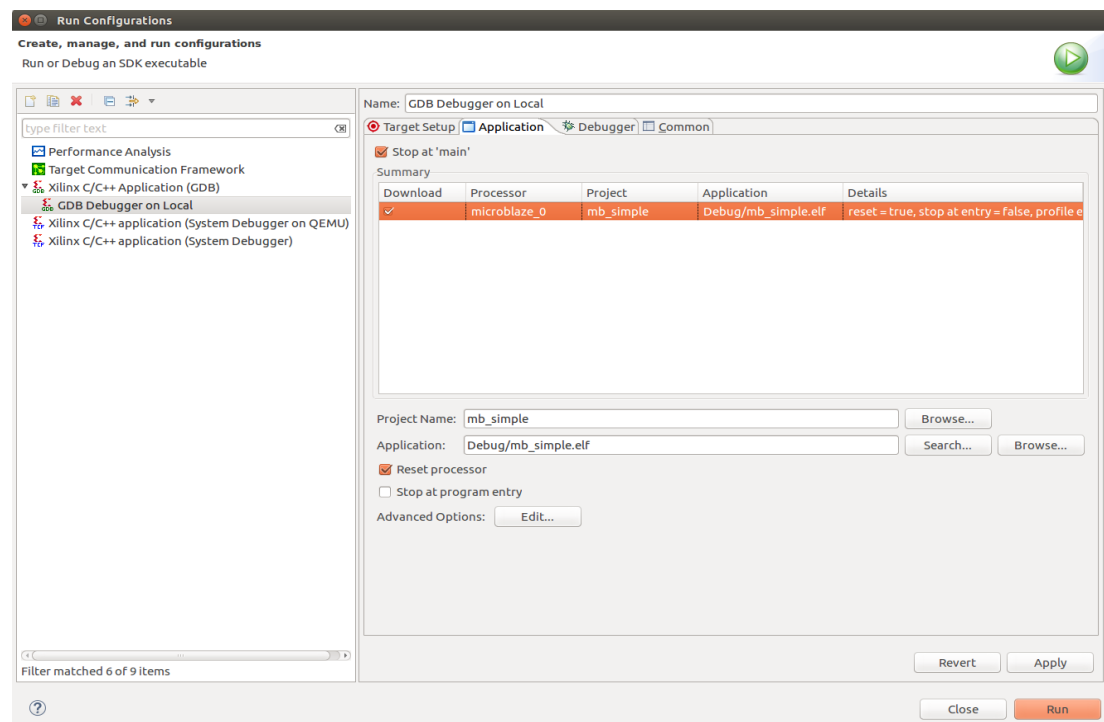 Run Configurations
Create, manage, and run configurations
Run or Debug an SDK executable
type filter text
Performance Analysis
Target Communication Framework
Xilinx C/C++ Application (GDB)
GDB Debugger on Local
Xilinx C/C++ application (System Debugger on QEMU)
Xilinx C/C++ application (System Debugger)
Filter matched 6 of 9 items
Name: GDB Debugger on Local
Target Setup Application Debugger Common
Stop at 'main'
Summary
Download Processor Project Application Details
microblaze_0 mb_simple Debug/mb_simple.elf reset = true, stop at entry = false, profile e
Project Name: mb_simple Browse...
Application: Debug/mb_simple.elf Search... Browse...
Reset processor
Stop at program entry
Advanced Options: Edit...
Revert Apply
Close Run